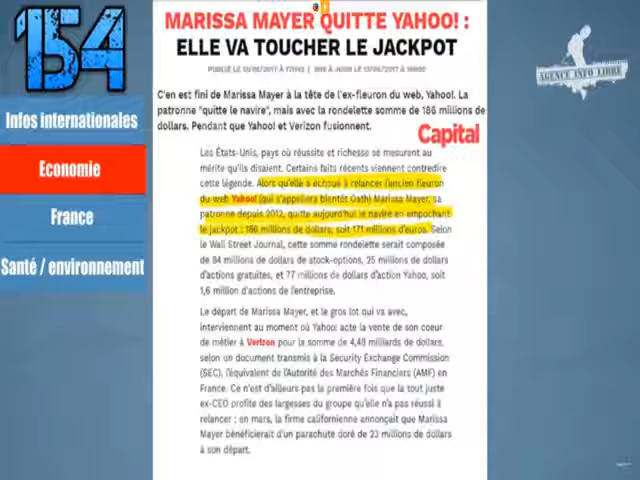 154
Infos internationales
Economie
France
Santé / environnement
AGENCE INFO LIBRE
MARISSA MAYER QUITTE YAHOO! :
ELLE VA TOUCHER LE JACKPOT
PUBLIÉ LE 13/06/2017 À 17H43 | MIS À JOUR LE 13/06/2017 À
C'en est fini de Marissa Mayer à la tête de l'ex-fleuron du web, Yahoo!. La
patronne "quitte le navire", mais avec la rondelette somme de 186 millions de
dollars. Pendant que Yahoo! et Verizon fusionnent.
Capital
Les États-Unis, pays où réussite et richesse se mesurent au
mérite qu'ils disaient. Certains faits récents viennent contredire
cette légende. Alors qu'elle a échoué à relancer l'ancien fleuron
du web Yahoo! (qui s'appellera bientôt Oath) Marissa Mayer, sa
patronne depuis 2012, quitte aujourd'hui le navire en empochant
le jackpot : 186 millions de dollars, soit 171 millions d'euros. Selon
le Wall Street Journal, cette somme rondelette serait composée
de 84 millions de dollars de stock-options, 25 millions de dollars
d'actions gratuites, et 77 millions de dollars d'action Yahoo, soit
1,6 million d'actions de l'entreprise.
Le départ de Marissa Mayer, et le gros lot qui va avec,
interviennent au moment où Yahoo! acte la vente de son coeur
de métier à Verizon pour la somme de 4,48 milliards de dollars,
selon un document transmis à la Security Exchange Commission
(SEC), l'équivalent de l'Autorité des Marchés Financiers (AMF) en
France. Ce n'est d'ailleurs pas la première fois que la tout juste
ex-CEO profite des largesses du groupe qu'elle n'a pas réussi à
relancer : en mars, la firme californienne annonçait que Marissa
Mayer bénéficierait d'un parachute doré de 23 millions de dollars
à son départ.